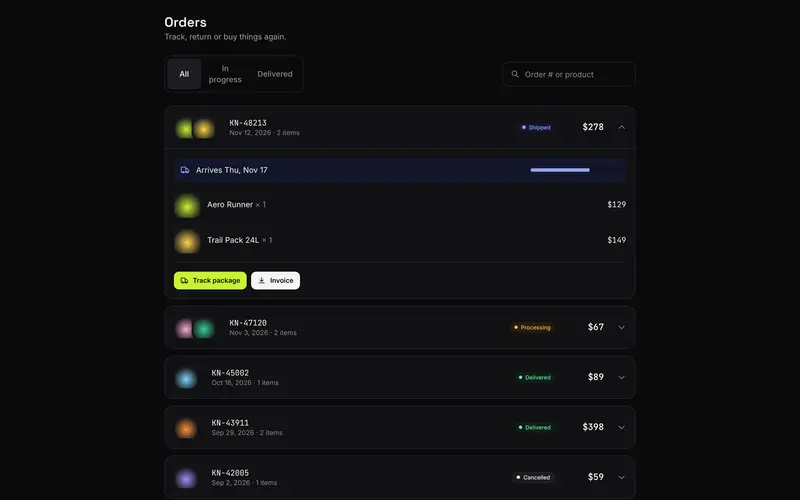 Orders
Track, return or buy things again.
All
In progress
Delivered
Order # or product
KN-48213
Nov 12, 2026 · 2 items
Shipped
$278
Arrives Thu, Nov 17
Aero Runner × 1
$129
Trail Pack 24L × 1
$149
Track package
Invoice
KN-47120
Nov 3, 2026 · 2 items
Processing
$67
KN-45002
Oct 18, 2026 · 1 items
Delivered
$89
KN-43911
Sep 29, 2026 · 2 items
Delivered
$398
KN-42005
Sep 2, 2026 · 1 items
Cancelled
$59